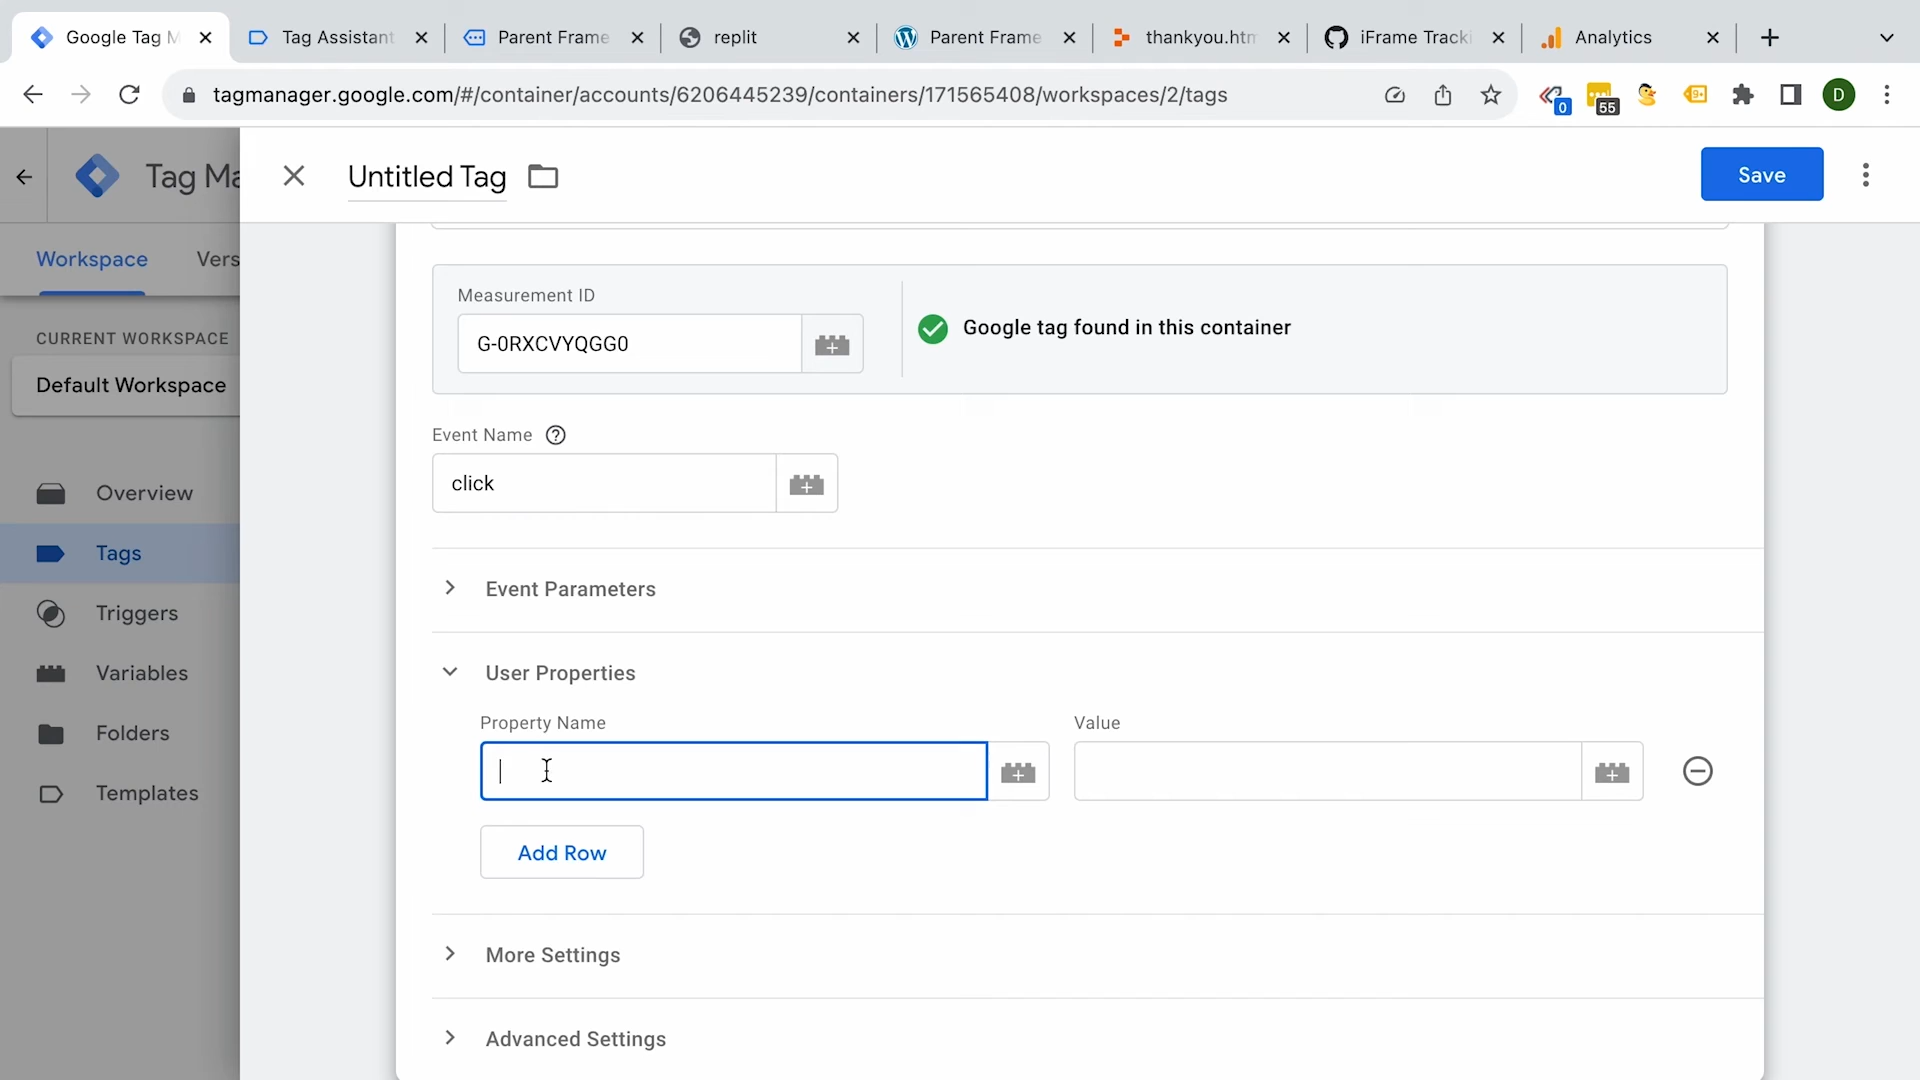 Google Tag M
Tag Assistant
Parent Frame
replit
Parent Frame
thankyou.htm
iFrame Tracki
Analytics
tagmanager.google.com/#/container/accounts/6206445239/containers/171565408/workspaces/2/tags
0
55
9+
D
Tag Ma
Untitled Tag
Save
Workspace
Vers
CURRENT WORKSPACE
Default Workspace
Overview
Tags
Triggers
Variables
Folders
Templates
Measurement ID
G-0RXCVYQGG0
Google tag found in this container
Event Name
click
Event Parameters
User Properties
Property Name
Value
Add Row
More Settings
Advanced Settings